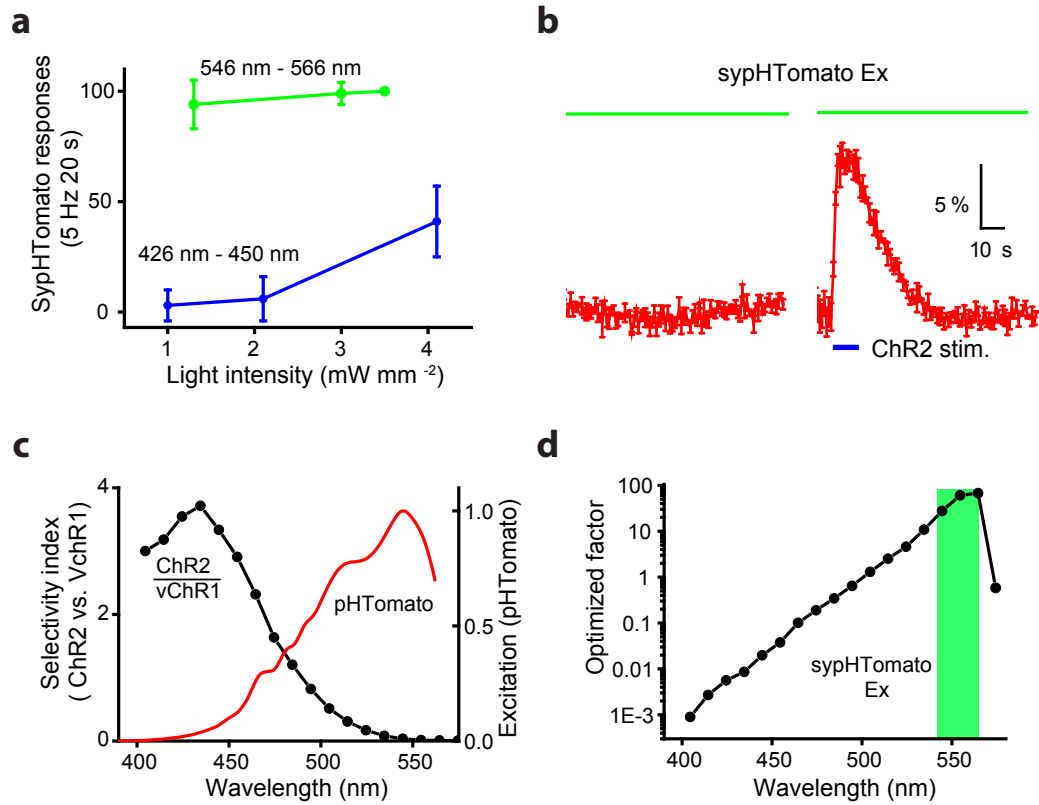 a
SypHTomato responses
(5 Hz 20 s)
100
50
0
546 nm - 566 nm
426 nm - 450 nm
1 2 3 4
Light intensity (mW mm -2)
b
sypHTomato Ex
5 %
10 s
ChR2 stim.
c
Selectivity index
( ChR2 vs. VchR1)
4
2
0
ChR2
vChR1
pHTomato
1.0
0.5
0.0
Excitation (pHTomato)
400 450 500 550
Wavelength (nm)
d
Optimized factor
100
10
1
0.1
0.01
1E-3
sypHTomato
Ex
400 450 500 550
Wavelength (nm)